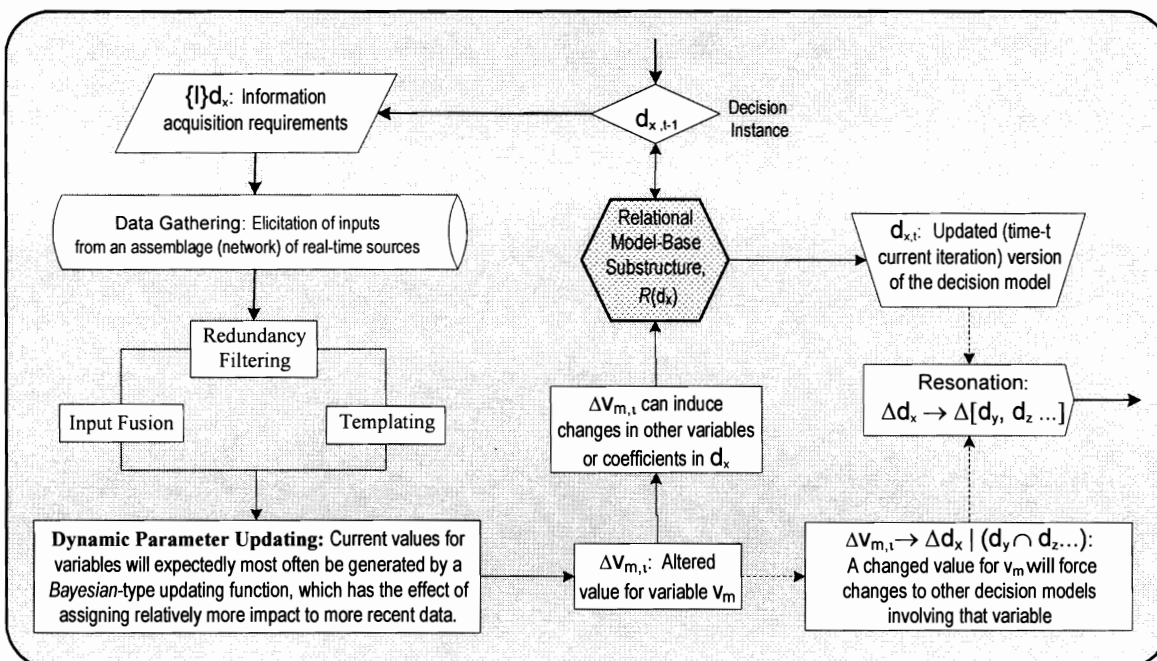 {I}dx: Information
acquisition requirements
dx,t-1
Decision
Instance
Data Gathering: Elicitation of inputs
from an assemblage (network) of real-time sources
Relational
Model-Base
Substructure,
R(dx)
dx,t: Updated (time-t
current iteration) version
of the decision model
Redundancy
Filtering
Input Fusion
Templating
ΔVm,t can induce
changes in other variables
or coefficients in dx
Resonation:
Δdx → Δ[dy, dz ...]
Dynamic Parameter Updating: Current values for
variables will expectedly most often be generated by a
Bayesian-type updating function, which has the effect of
assigning relatively more impact to more recent data.
ΔVm,t: Altered
value for variable Vm
ΔVm,t → Δdx | (dy ∩ dz...):
A changed value for vm will force
changes to other decision models
involving that variable